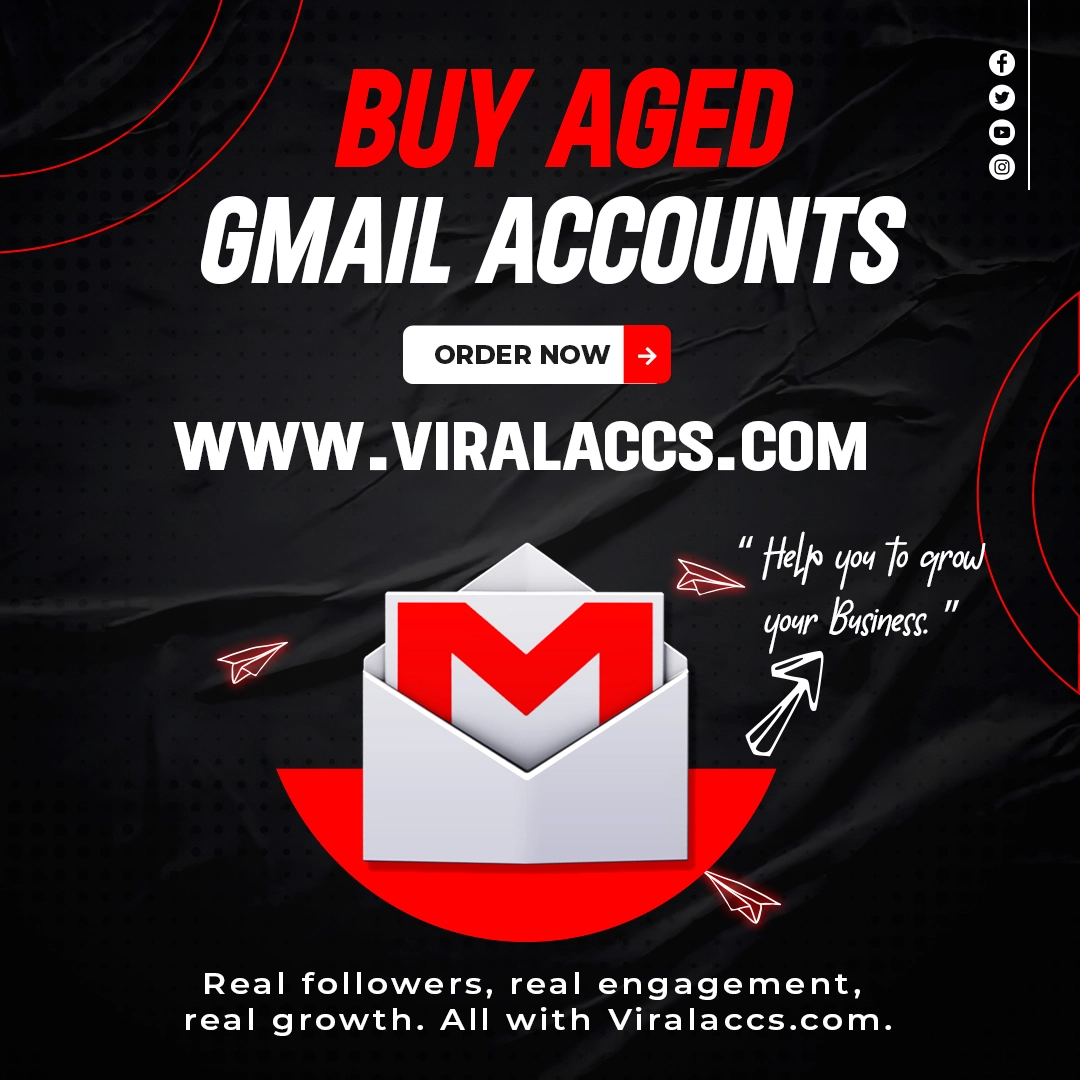 BUY AGED
GMAIL ACCOUNTS
ORDER NOW
WWW.VIRALACCS.COM
“ Help you to grow
your Business. ”
M
Real followers, real engagement,
real growth. All with Viralaccs.com.